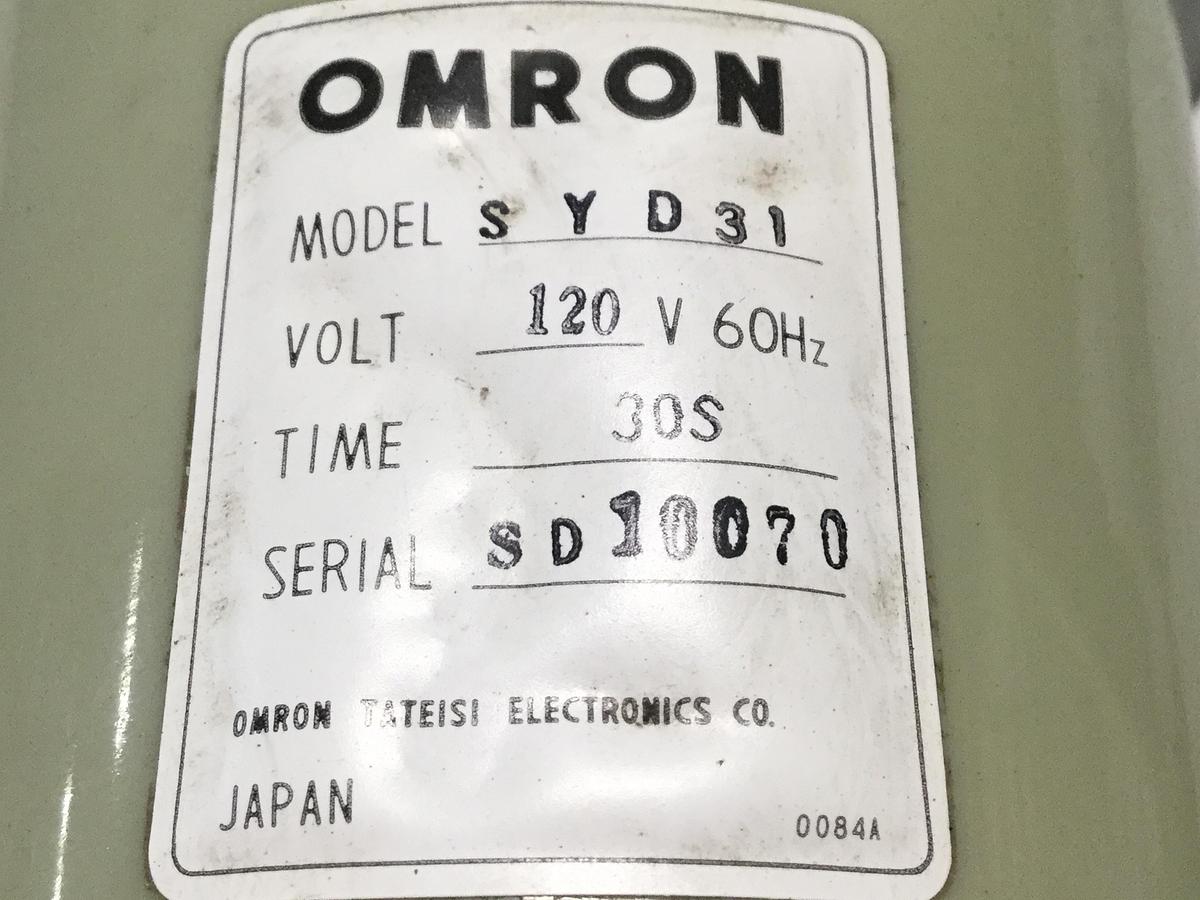 OMRON
MODEL SYD31
VOLT 120 V 60Hz
TIME 30S
SERIAL SD10070
OMRON TATEISI ELECTRONICS CO.
JAPAN
0084A